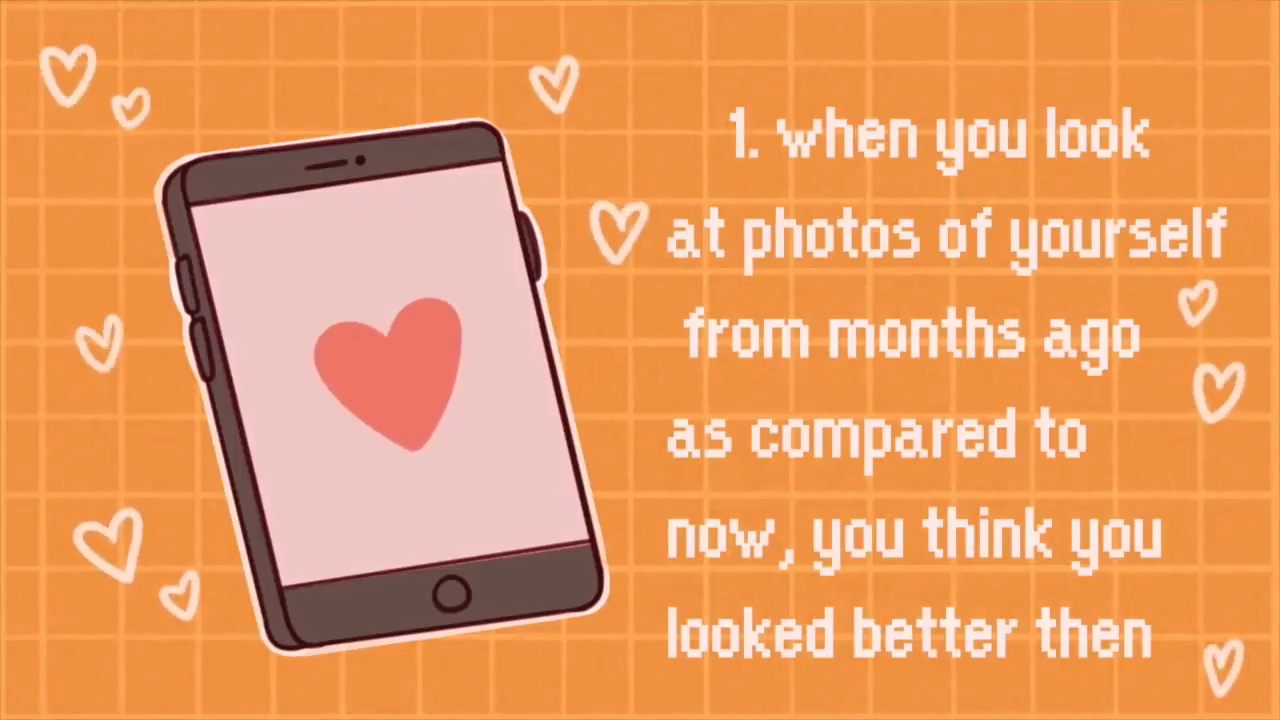 1. when you look
at photos of yourself
from months ago
as compared to
now, you think you
looked better then